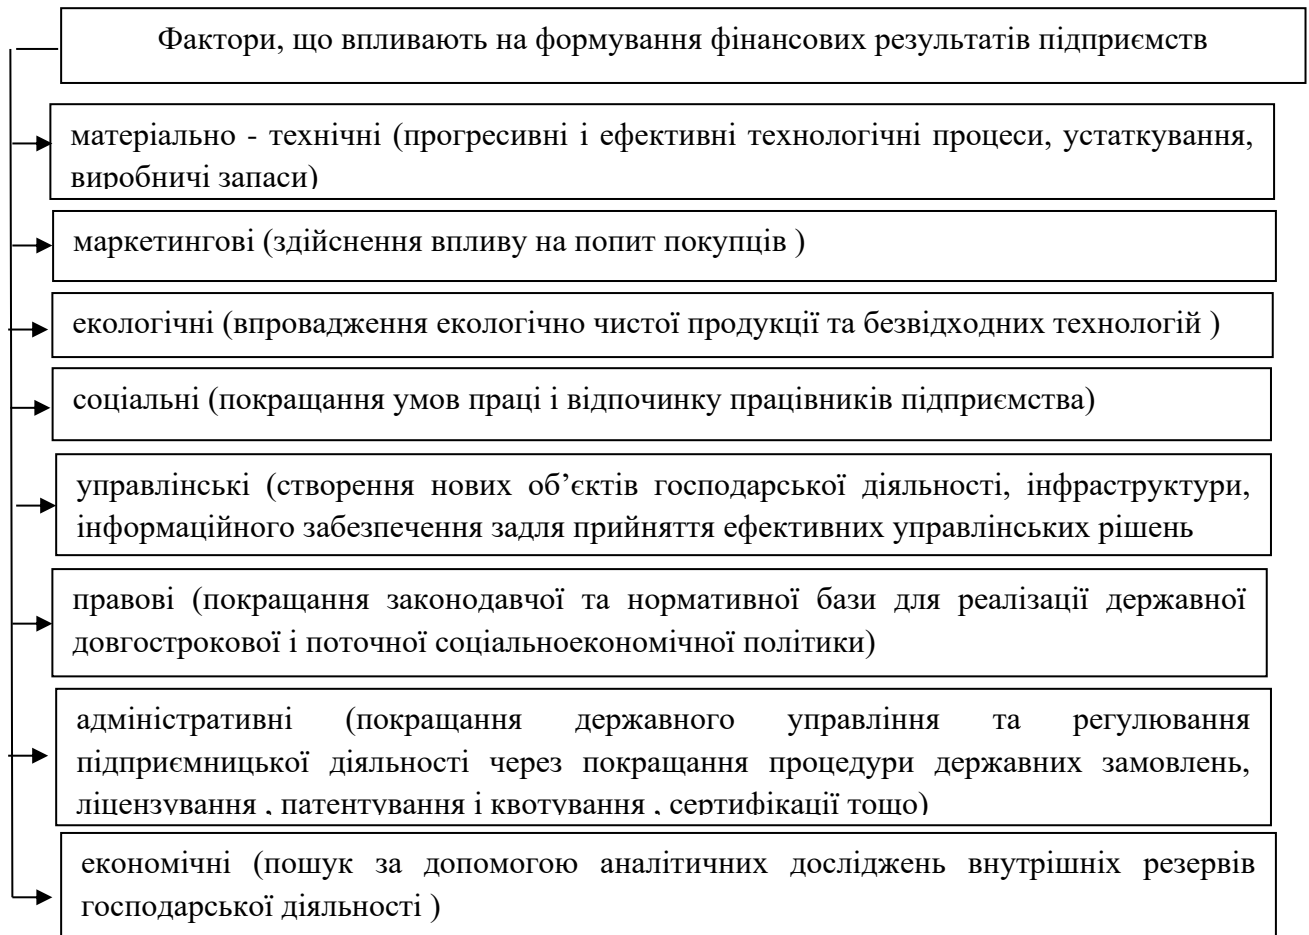 Фактори, що впливають на формування фінансових результатів підприємств
матеріально - технічні (прогресивні і ефективні технологічні процеси, устаткування,
виробничі запаси)
маркетингові (здійснення впливу на попит покупців )
екологічні (впровадження екологічно чистої продукції та безвідходних технологій )
соціальні (покращання умов праці і відпочинку працівників підприємства)
управлінські (створення нових об’єктів господарської діяльності, інфраструктури,
інформаційного забезпечення задля прийняття ефективних управлінських рішень
правові (покращання законодавчої та нормативної бази для реалізації державної
довгострокової і поточної соціальноекономічної політики)
адміністративні (покращання державного управління та регулювання
підприємницької діяльності через покращання процедури державних замовлень,
ліцензування , патентування і квотування , сертифікації тощо)
економічні (пошук за допомогою аналітичних досліджень внутрішніх резервів
господарської діяльності )